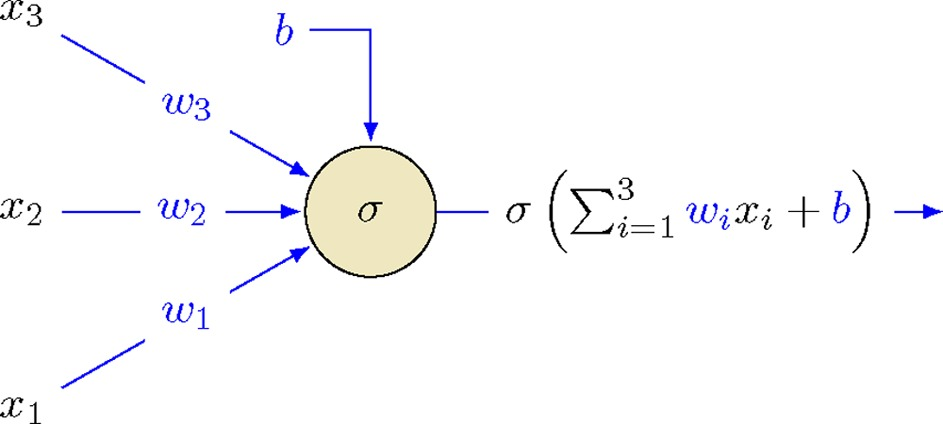 x₃
b
w₃
x₂ w₂ σ σ(∑³ᵢ₌₁ wᵢxᵢ + b)
w₁
x₁